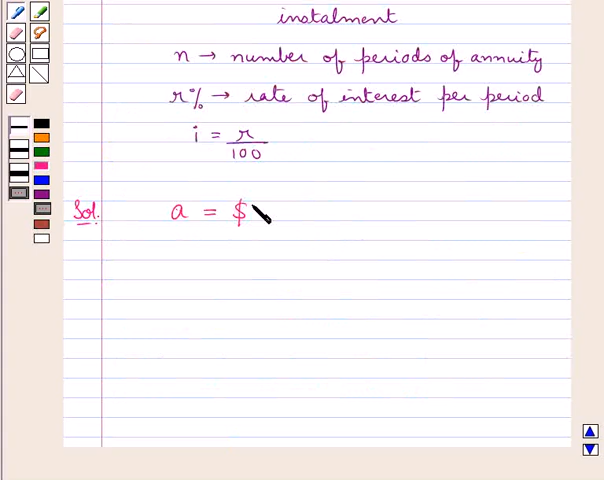 instalment
n → number of periods of annuity
r% → rate of interest per period
i = r/100
Sol. a = $